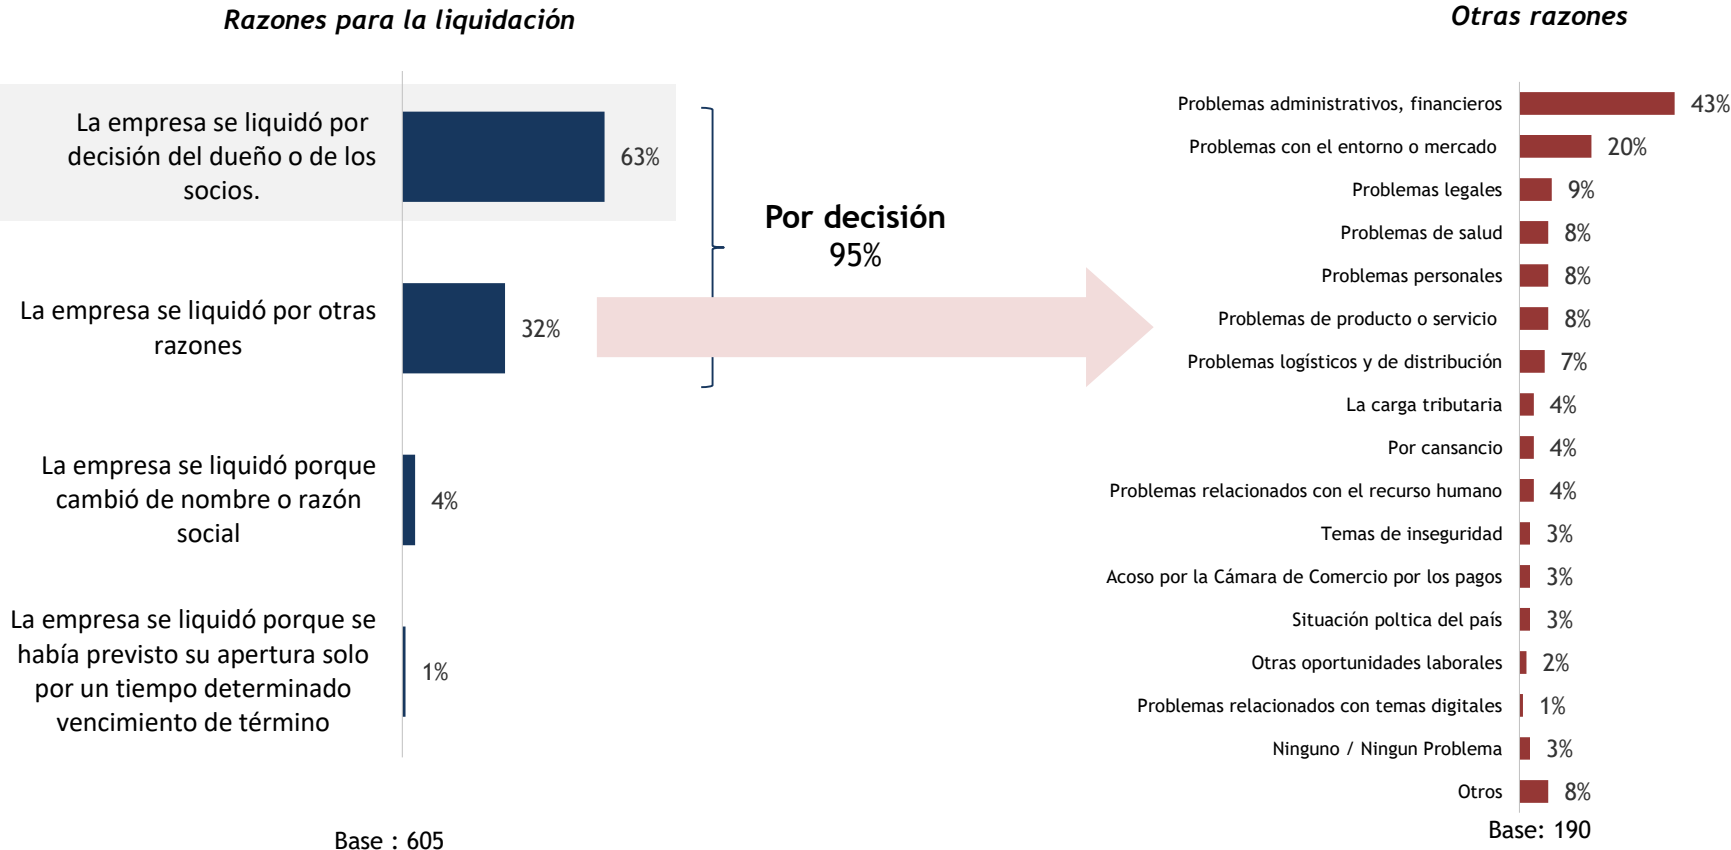 Razones para la liquidación
La empresa se liquidó por
decisión del dueño o de los
socios.
63%
La empresa se liquidó por otras
razones
32%
La empresa se liquidó porque
cambió de nombre o razón
social
4%
La empresa se liquidó porque se
había previsto su apertura solo
por un tiempo determinado
vencimiento de término
1%
Base : 605
Por decisión
95%
Otras razones
Problemas administrativos, financieros 43%
Problemas con el entorno o mercado 20%
Problemas legales 9%
Problemas de salud 8%
Problemas personales 8%
Problemas de producto o servicio 8%
Problemas logísticos y de distribución 7%
La carga tributaria 4%
Por cansancio 4%
Problemas relacionados con el recurso humano 4%
Temas de inseguridad 3%
Acoso por la Cámara de Comercio por los pagos 3%
Situación poltica del país 3%
Otras oportunidades laborales 2%
Problemas relacionados con temas digitales 1%
Ninguno / Ningun Problema 3%
Otros 8%
Base: 190